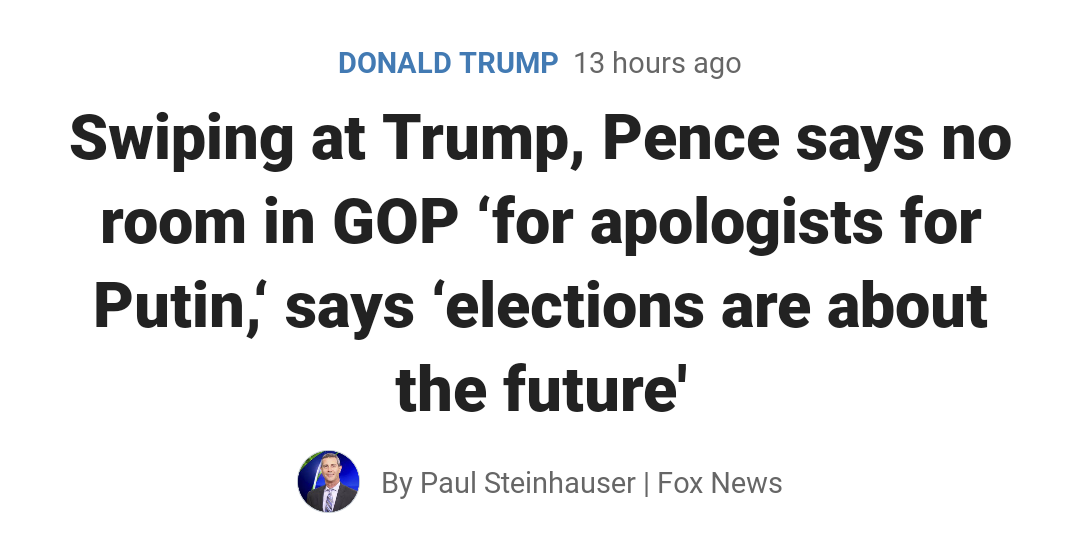 DONALD TRUMP 13 hours ago
Swiping at Trump, Pence says no
room in GOP ‘for apologists for
Putin,‘ says ‘elections are about
the future'
By Paul Steinhauser | Fox News